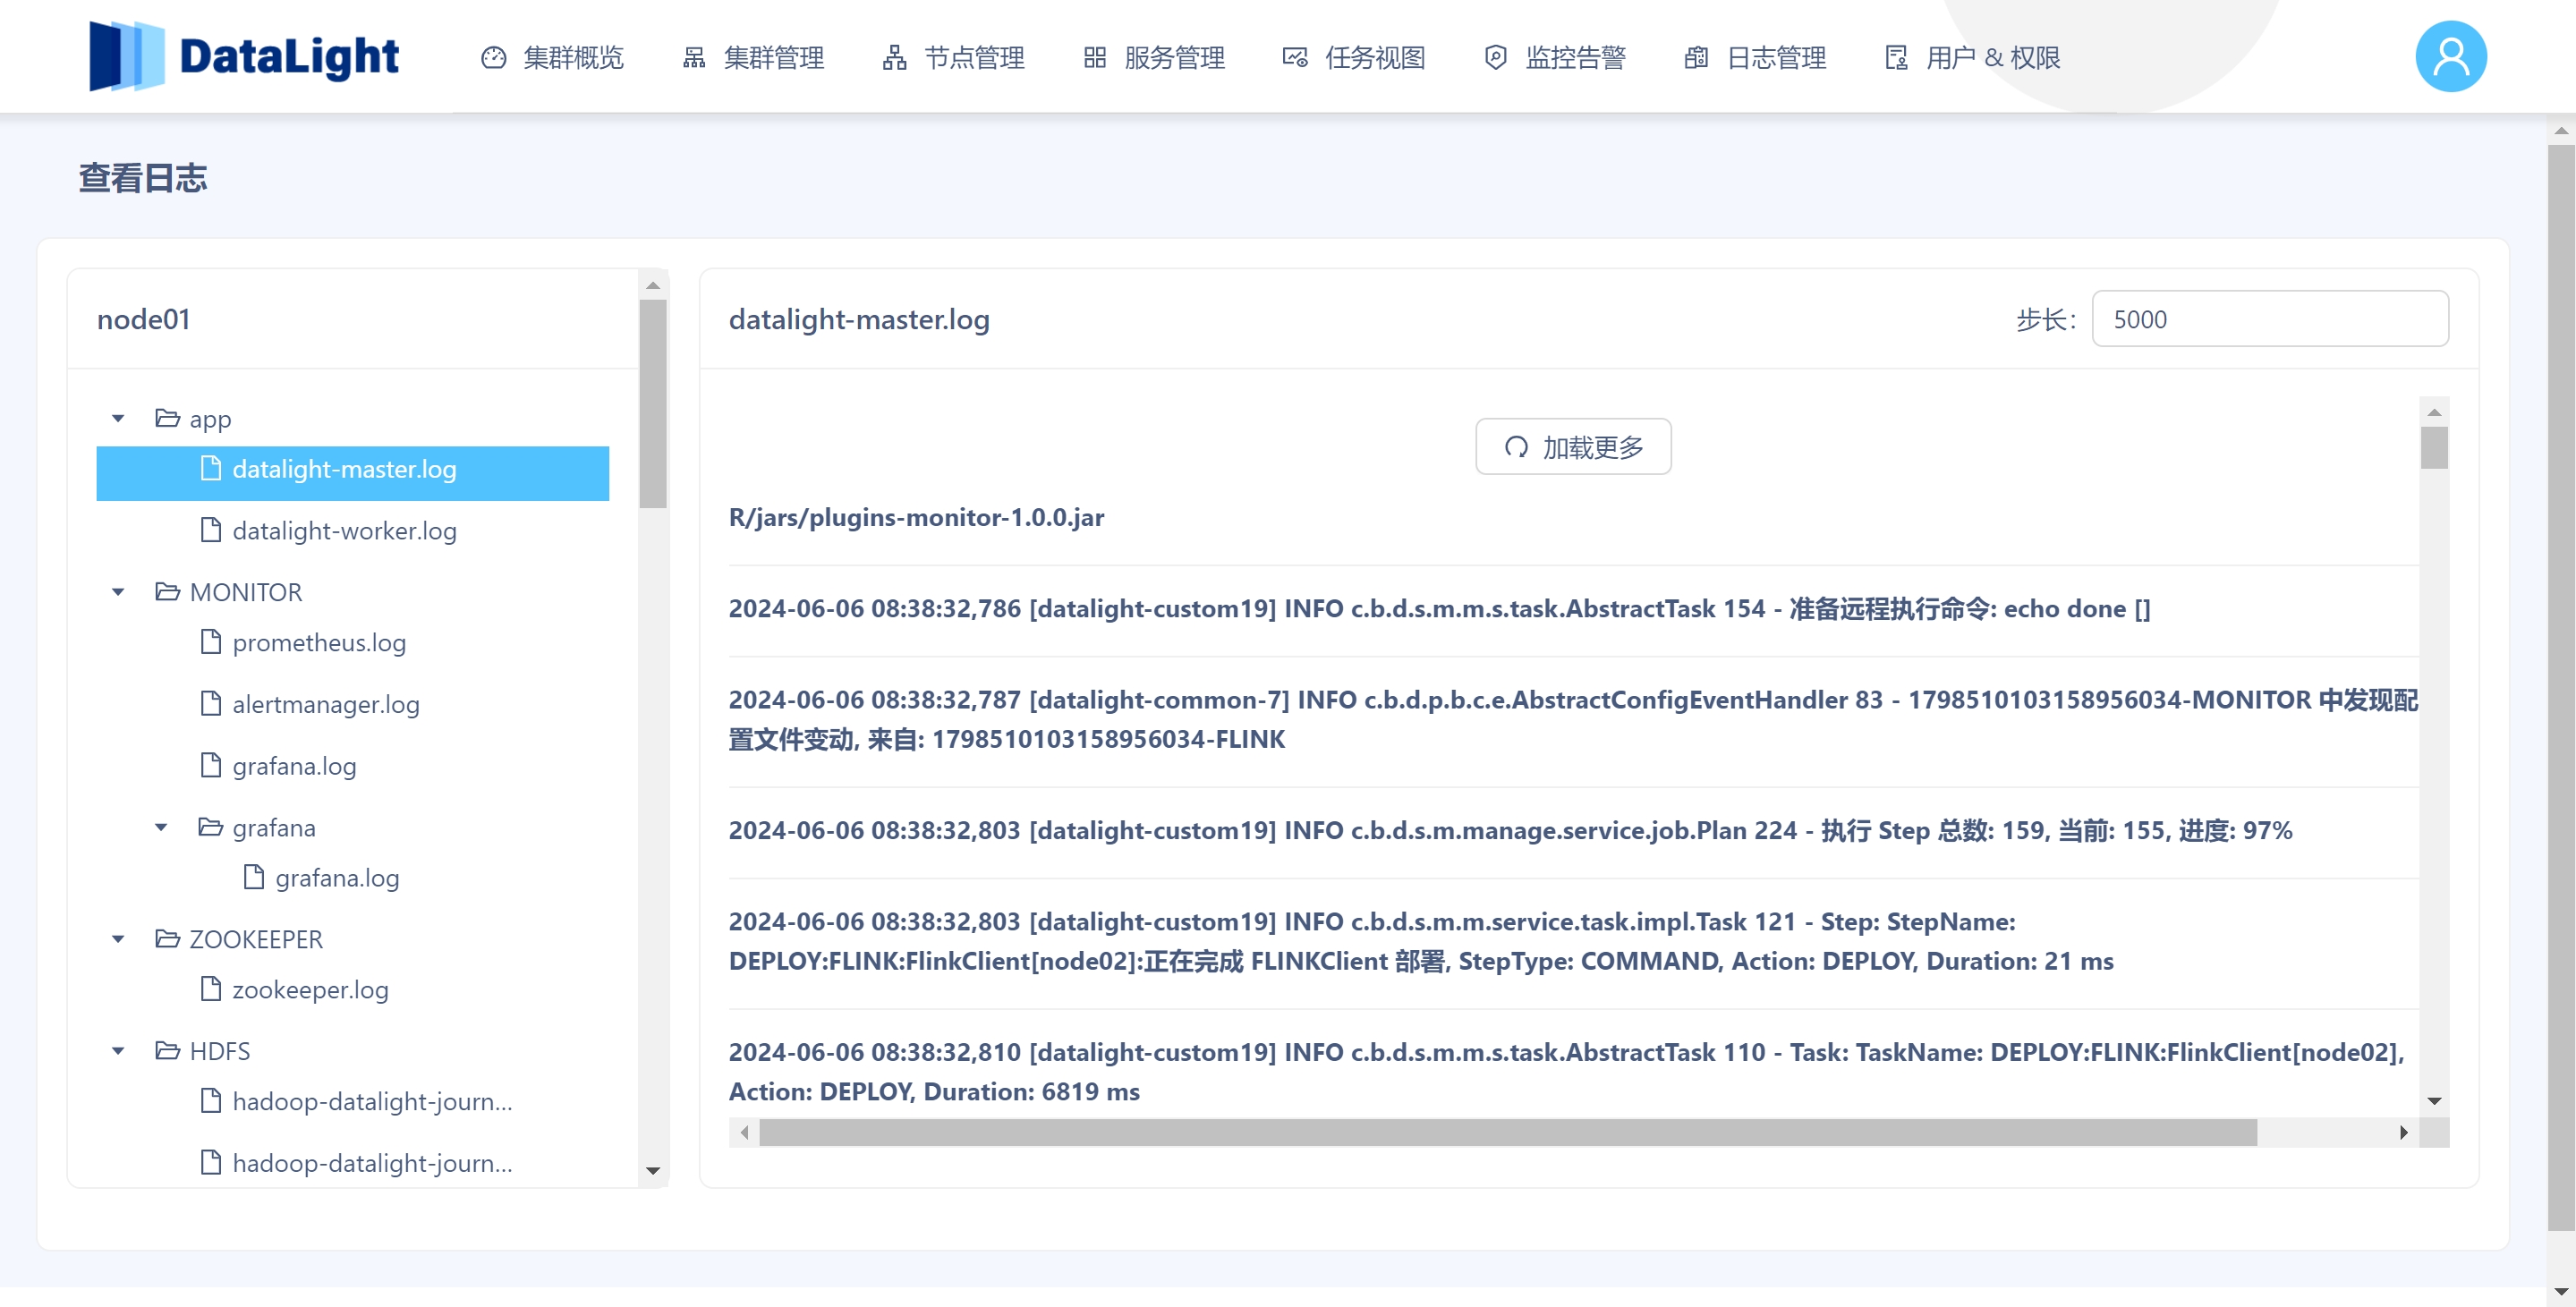 DataLight
集群概览
集群管理
节点管理
服务管理
任务视图
监控告警
日志管理
用户 & 权限
查看日志
node01
app
datalight-master.log
datalight-worker.log
MONITOR
prometheus.log
alertmanager.log
grafana.log
grafana
grafana.log
ZOOKEEPER
zookeeper.log
HDFS
hadoop-datalight-journ...
hadoop-datalight-journ...
datalight-master.log
步长:
5000
加载更多
R/jars/plugins-monitor-1.0.0.jar
2024-06-06 08:38:32,786 [datalight-custom19] INFO c.b.d.s.m.m.s.task.AbstractTask 154 - 准备远程执行命令: echo done []
2024-06-06 08:38:32,787 [datalight-common-7] INFO c.b.d.p.b.c.e.AbstractConfigEventHandler 83 - 1798510103158956034-MONITOR 中发现配
置文件变动, 来自: 1798510103158956034-FLINK
2024-06-06 08:38:32,803 [datalight-custom19] INFO c.b.d.s.m.manage.service.job.Plan 224 - 执行 Step 总数: 159, 当前: 155, 进度: 97%
2024-06-06 08:38:32,803 [datalight-custom19] INFO c.b.d.s.m.m.service.task.impl.Task 121 - Step: StepName:
DEPLOY:FLINK:FlinkClient[node02]:正在完成 FLINKClient 部署, StepType: COMMAND, Action: DEPLOY, Duration: 21 ms
2024-06-06 08:38:32,810 [datalight-custom19] INFO c.b.d.s.m.m.s.task.AbstractTask 110 - Task: TaskName: DEPLOY:FLINK:FlinkClient[node02],
Action: DEPLOY, Duration: 6819 ms